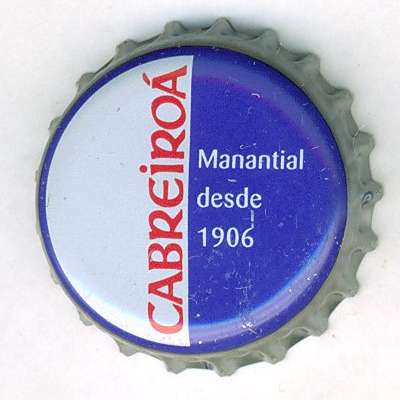 CABREIROÁ
Manantial
desde
1906